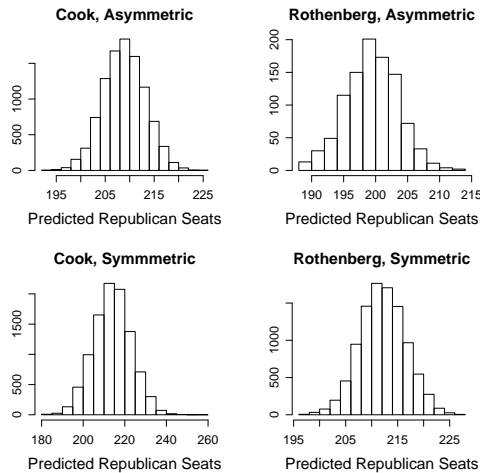 Cook, Asymmetric
0 500 1500
195 205 215 225
Predicted Republican Seats
Rothenberg, Asymmetric
0 50 100 150 200
190 195 200 205 210 215
Predicted Republican Seats
Cook, Symmmetric
0 500 1500
180 200 220 240 260
Predicted Republican Seats
Rothenberg, Symmetric
0 500 1500
195 205 215 225
Predicted Republican Seats